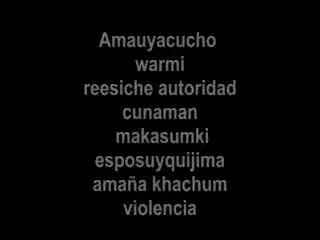 Amauyacucho
warmi
reesiche autoridad
cunaman
makasumki
esposuyquijima
amaña khachum
violencia